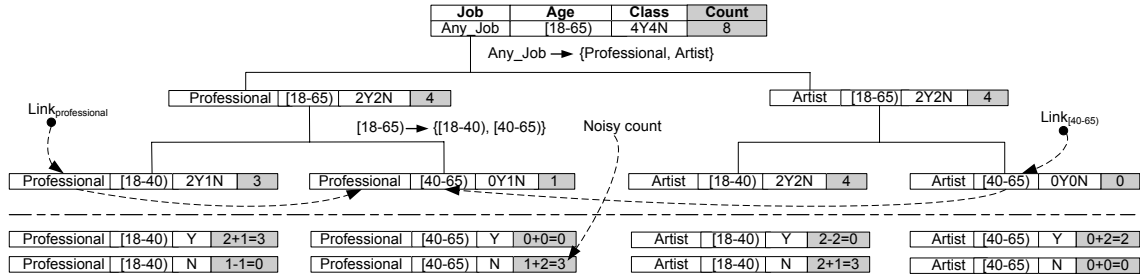 Job Age Class Count
Any_Job [18-65) 4Y4N 8
Any_Job → {Professional, Artist}
Professional [18-65) 2Y2N 4
Artist [18-65) 2Y2N 4
Link professional
[18-65) → {[18-40), [40-65)}
Noisy count
Link [40-65)
Professional [18-40) 2Y1N 3
Professional [40-65) 0Y1N 1
Artist [18-40) 2Y2N 4
Artist [40-65) 0Y0N 0
Professional [18-40) Y 2+1=3
Professional [40-65) Y 0+0=0
Artist [18-40) Y 2-2=0
Artist [40-65) Y 0+2=2
Professional [18-40) N 1-1=0
Professional [40-65) N 1+2=3
Artist [18-40) N 2+1=3
Artist [40-65) N 0+0=0